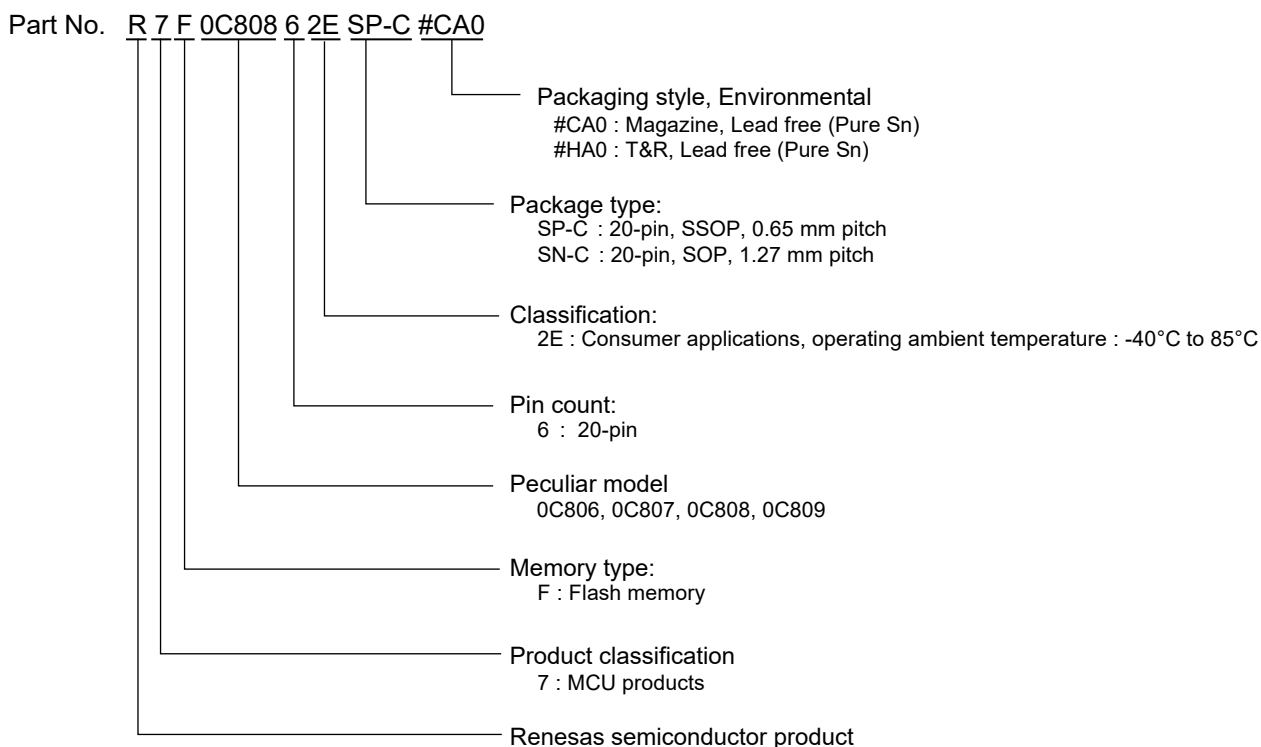 Part No. R 7 F 0C808 6 2E SP-C #CA0
Packaging style, Environmental
#CA0 : Magazine, Lead free (Pure Sn)
#HA0 : T&R, Lead free (Pure Sn)
Package type:
SP-C : 20-pin, SSOP, 0.65 mm pitch
SN-C : 20-pin, SOP, 1.27 mm pitch
Classification:
2E : Consumer applications, operating ambient temperature : -40°C to 85°C
Pin count:
6 : 20-pin
Peculiar model
0C806, 0C807, 0C808, 0C809
Memory type:
F : Flash memory
Product classification
7 : MCU products
Renesas semiconductor product